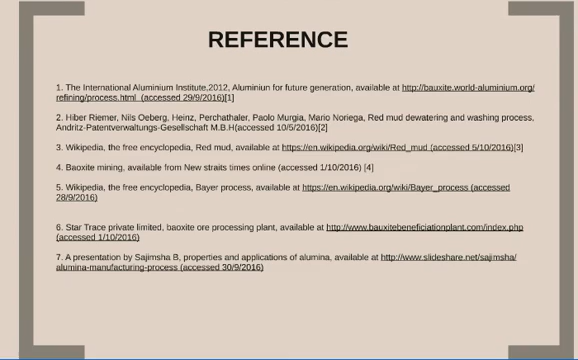 REFERENCE
1. The International Aluminium Institute,2012, Aluminiun for future generation, available at http://bauxite.world-aluminium.org/
refining/process.html  (accessed 29/9/2016)[1]
2. Hiber Riemer, Nils Oeberg, Heinz, Perchathaler, Paolo Murgia, Mario Noriega, Red mud dewatering and washing process,
Andritz-Patentverwaltungs-Gesellschaft M.B.H(accessed 10/5/2016)[2]
3. Wikipedia, the free encyclopedia, Red mud, available at https://en.wikipedia.org/wiki/Red_mud (accessed 5/10/2016)[3]
4. Baoxite mining, available from New straits times online (accessed 1/10/2016) [4]
5. Wikipedia, the free encyclopedia, Bayer process, available at https://en.wikipedia.org/wiki/Bayer_process (accessed
28/9/2016)
6. Star Trace private limited, baoxite ore processing plant, available at http://www.bauxitebeneficiationplant.com/index.php
(accessed 1/10/2016)
7. A presentation by Sajimsha B, properties and applications of alumina, available at http://www.slideshare.net/sajimsha/
alumina-manufacturing-process (accessed 30/9/2016)